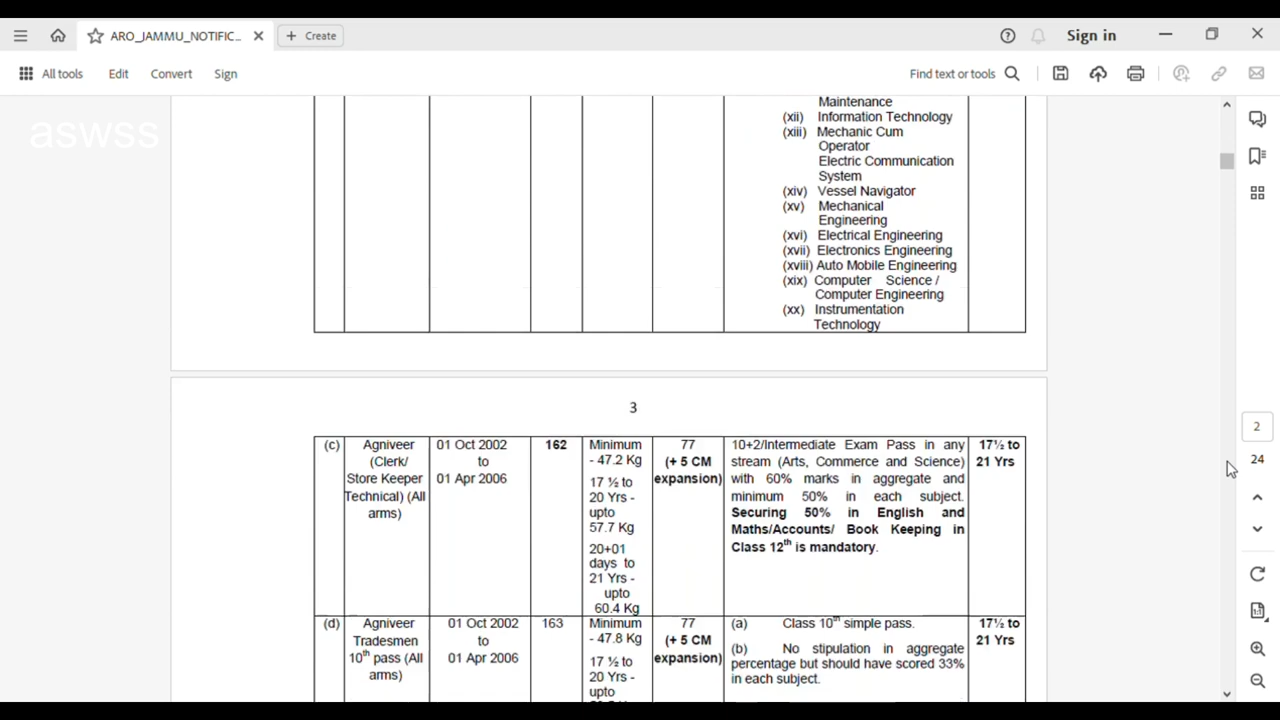 ARO_JAMMU_NOTIFIC...
Create
Sign in
All tools
Edit
Convert
Sign
Find text or tools
aswss
Maintenance
(xii) Information Technology
(xiii) Mechanic Cum
Operator
Electric Communication
System
(xiv) Vessel Navigator
(xv) Mechanical
Engineering
(xvi) Electrical Engineering
(xvii) Electronics Engineering
(xviii) Auto Mobile Engineering
(xix) Computer Science /
Computer Engineering
(xx) Instrumentation
Technology
2
24
3
(c)
Agniveer
(Clerk/
Store Keeper
Technical) (All
arms)
01 Oct 2002
to
01 Apr 2006
162
Minimum
- 47.2 Kg
17 ½ to
20 Yrs -
upto
57.7 Kg
20+01
days to
21 Yrs -
upto
60.4 Kg
77
(+ 5 CM
expansion)
10+2/Intermediate Exam Pass in any
stream (Arts, Commerce and Science)
with 60% marks in aggregate and
minimum 50% in each subject.
Securing 50% in English and
Maths/Accounts/ Book Keeping in
Class 12th is mandatory.
17½ to
21 Yrs
(d)
Agniveer
Tradesmen
10th pass (All
arms)
01 Oct 2002
to
01 Apr 2006
163
Minimum
- 47.8 Kg
17 ½ to
20 Yrs -
upto
77
(+ 5 CM
expansion)
(a) Class 10th simple pass.
(b) No stipulation in aggregate
percentage but should have scored 33%
in each subject.
17½ to
21 Yrs